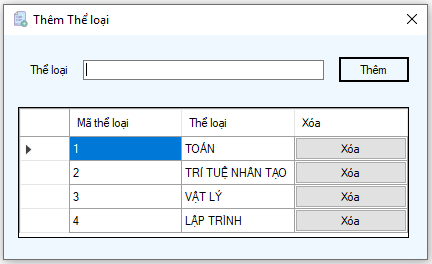 Thêm Thể loại
Thể loại Thêm
Mã thể loại Thể loại Xóa
1 TOÁN Xóa
2 TRÍ TUỆ NHÂN TẠO Xóa
3 VẬT LÝ Xóa
4 LẬP TRÌNH Xóa